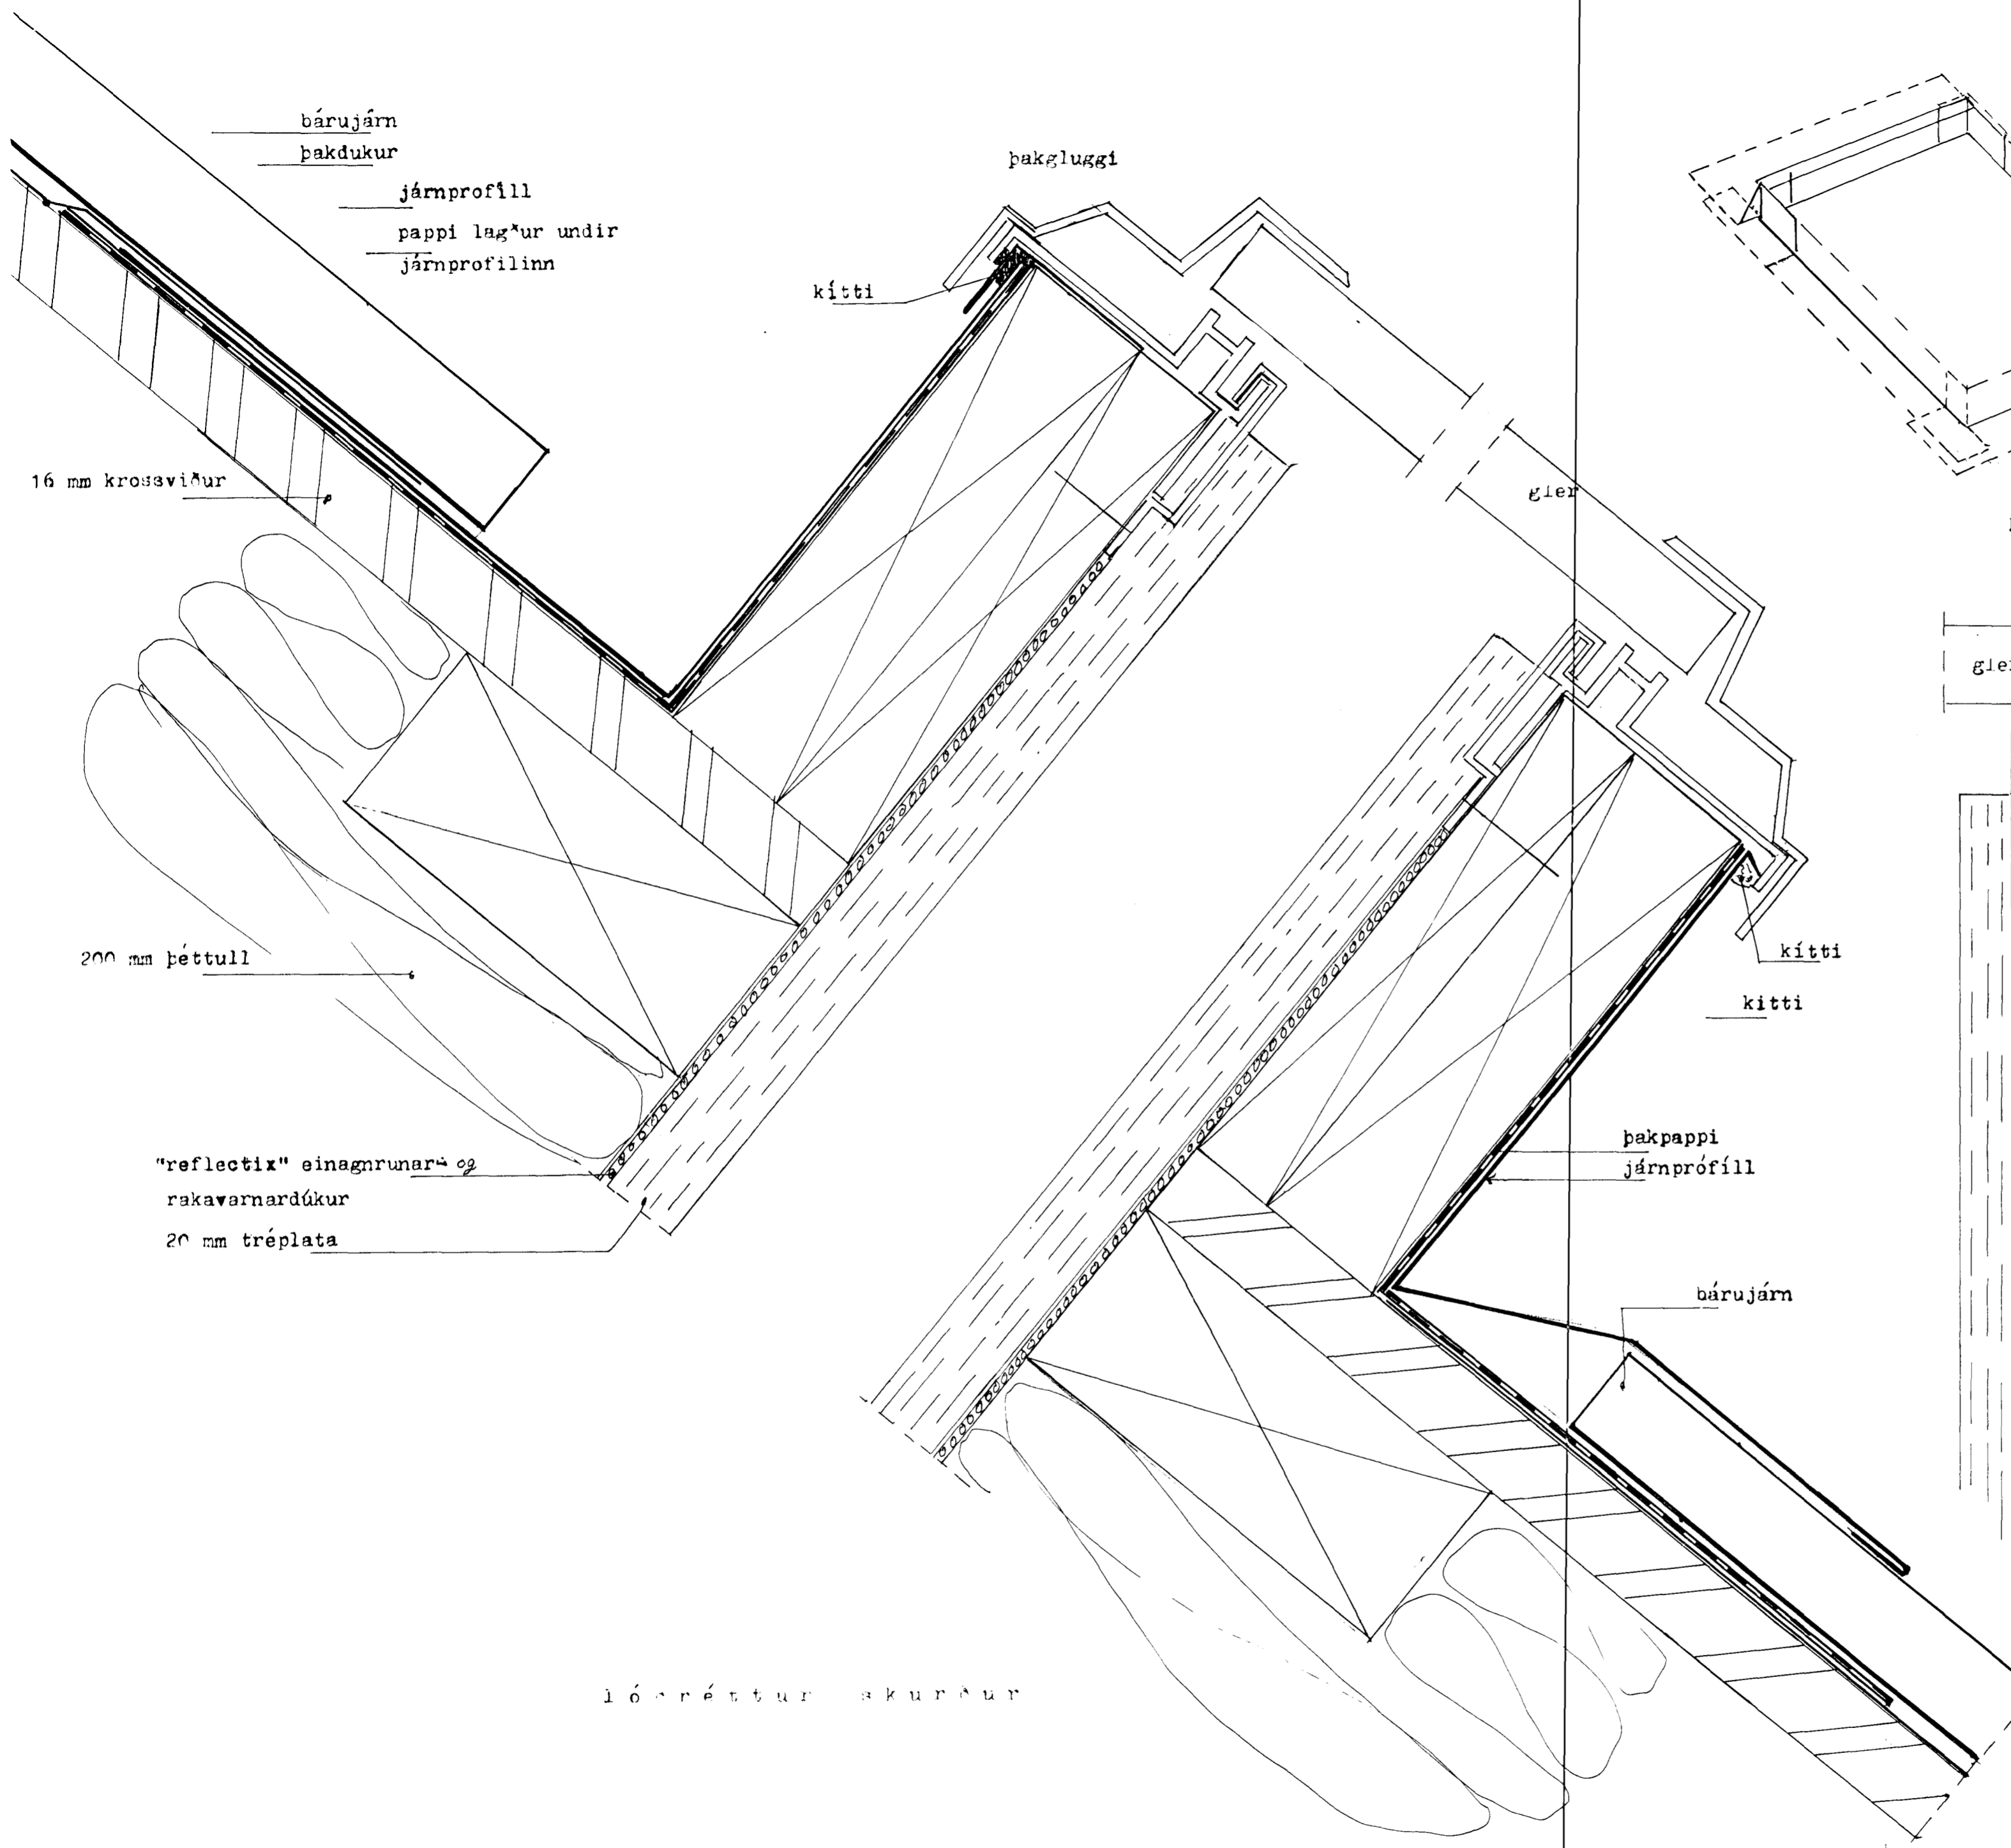 bárujárn
þakdukur
járnprofíll
pappi lagður undir
járnprofilinn
þakgluggi
kítti
16 mm krossviður
gler
200 mm þéttull
kítti
kitti
"reflectix" einagnrunar- og
rakavarnardúkur
20 mm tréplata
þakpappi
járnprófíll
bárujárn
lóðréttur skurður